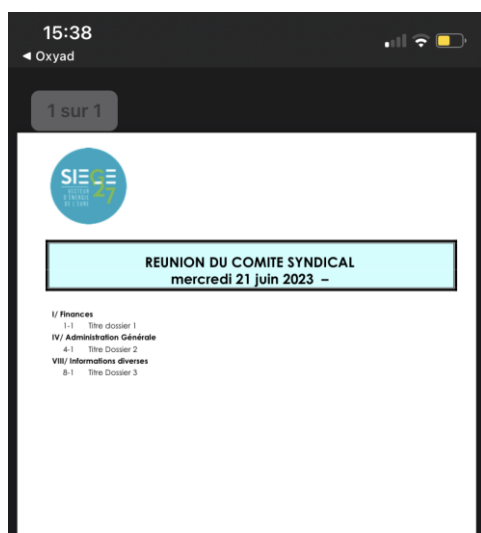 15:38
◀ Oxyad
1 sur 1
SIEGE
27
REUNION DU COMITE SYNDICAL
mercredi 21 juin 2023 –
I/ Finances
1-1 Titre dossier 1
IV/ Administration Générale
4-1 Titre Dossier 2
VIII/ Informations diverses
8-1 Titre Dossier 3